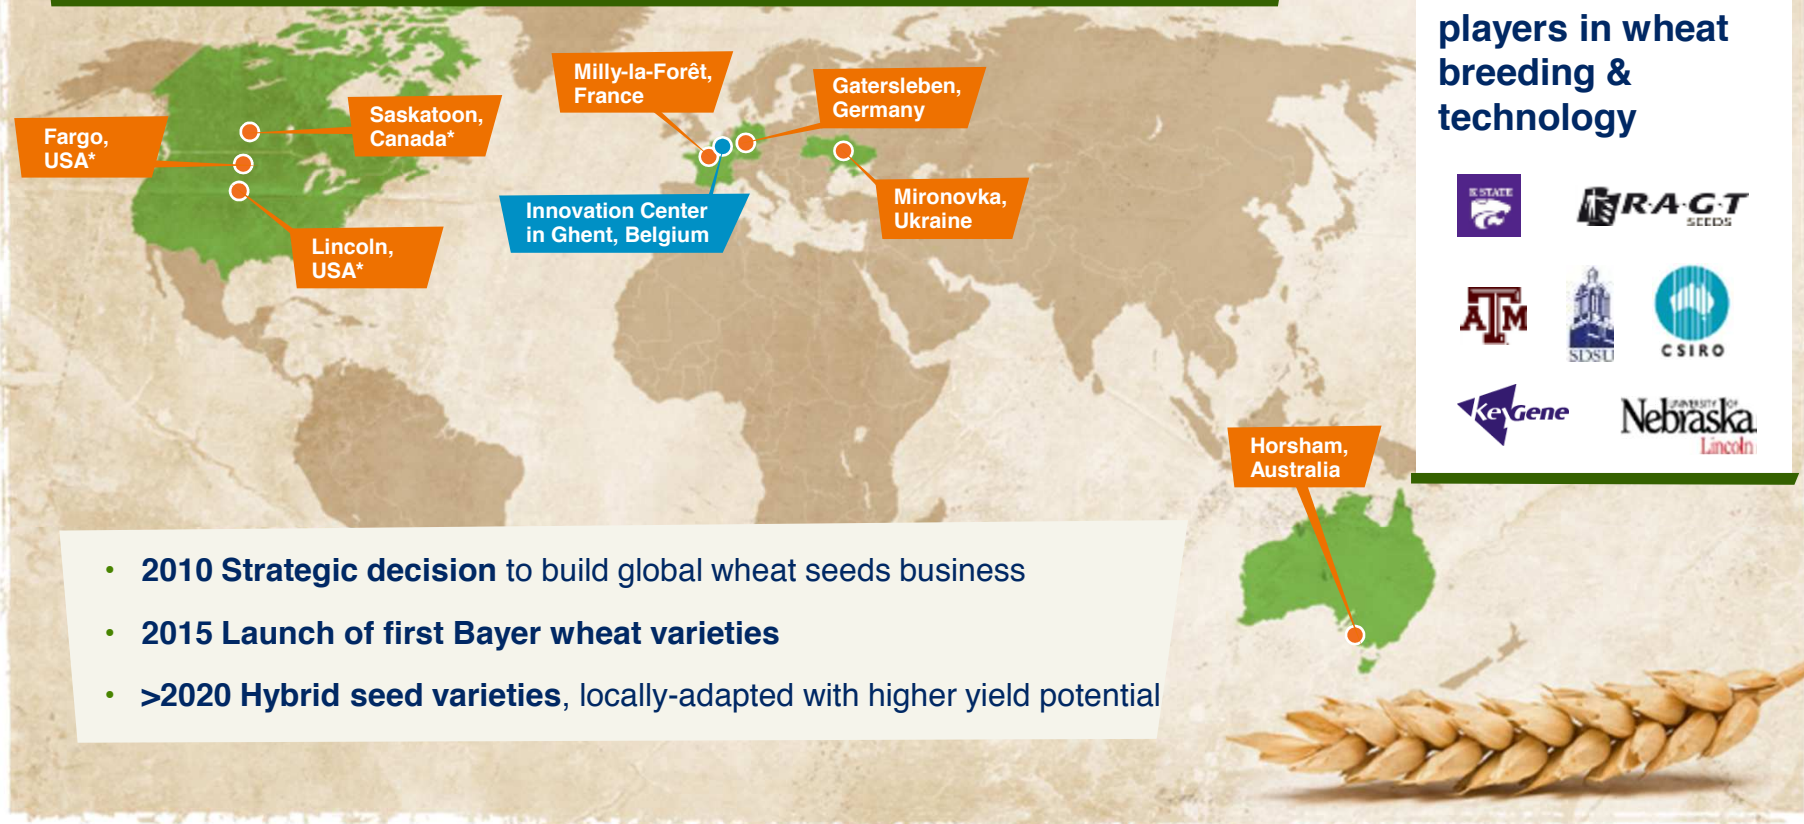 players in wheat
breeding &
technology
Milly-la-Forêt,
France
Gatersleben,
Germany
Saskatoon,
Canada*
Fargo,
USA*
Mironovka,
Ukraine
Innovation Center
in Ghent, Belgium
Lincoln,
USA*
K·STATE
R·A·G·T
SEEDS
ATM
SDSU
CSIRO
KeyGene
UNIVERSITY OF
Nebraska
Lincoln
Horsham,
Australia
• 2010 Strategic decision to build global wheat seeds business
• 2015 Launch of first Bayer wheat varieties
• >2020 Hybrid seed varieties, locally-adapted with higher yield potential